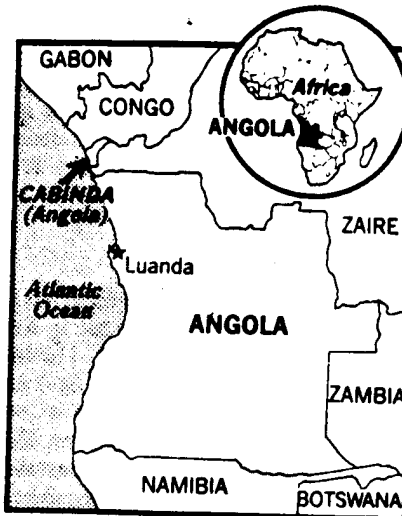 GABON
CONGO
Africa
ANGOLA
CABINDA
(Angola)
ZAIRE
Luanda
Atlantic
Ocean
ANGOLA
ZAMBIA
NAMIBIA
BOTSWANA